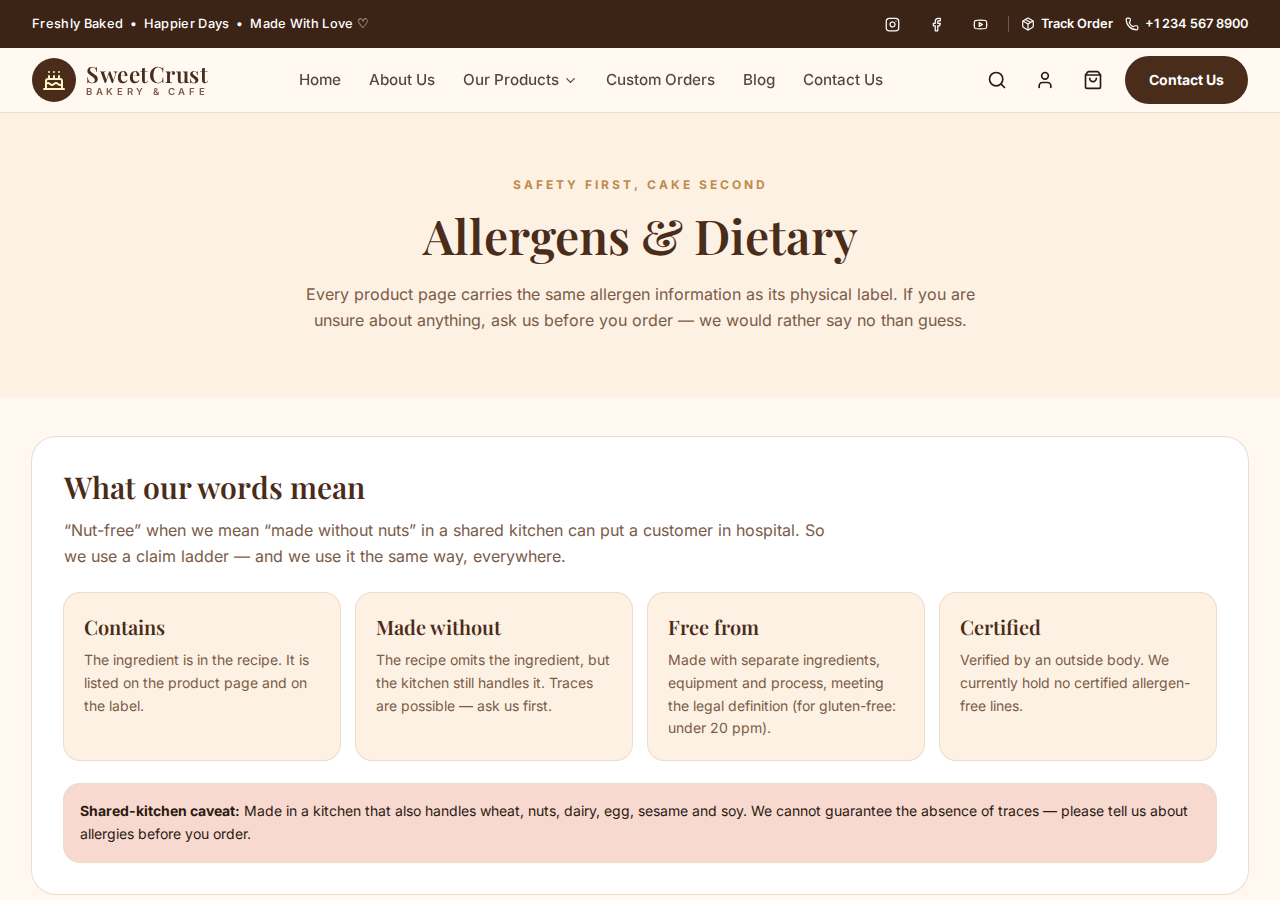 Freshly Baked • Happier Days • Made With Love ♡
Track Order
+1 234 567 8900
SweetCrust
BAKERY & CAFE
Home
About Us
Our Products
Custom Orders
Blog
Contact Us
Contact Us
SAFETY FIRST, CAKE SECOND
Allergens & Dietary
Every product page carries the same allergen information as its physical label. If you are
unsure about anything, ask us before you order — we would rather say no than guess.
What our words mean
“Nut-free” when we mean “made without nuts” in a shared kitchen can put a customer in hospital. So
we use a claim ladder — and we use it the same way, everywhere.
Contains
The ingredient is in the recipe. It is
listed on the product page and on
the label.
Made without
The recipe omits the ingredient, but
the kitchen still handles it. Traces
are possible — ask us first.
Free from
Made with separate ingredients,
equipment and process, meeting
the legal definition (for gluten-free:
under 20 ppm).
Certified
Verified by an outside body. We
currently hold no certified allergen-
free lines.
Shared-kitchen caveat: Made in a kitchen that also handles wheat, nuts, dairy, egg, sesame and soy. We cannot guarantee the absence of traces — please tell us about
allergies before you order.